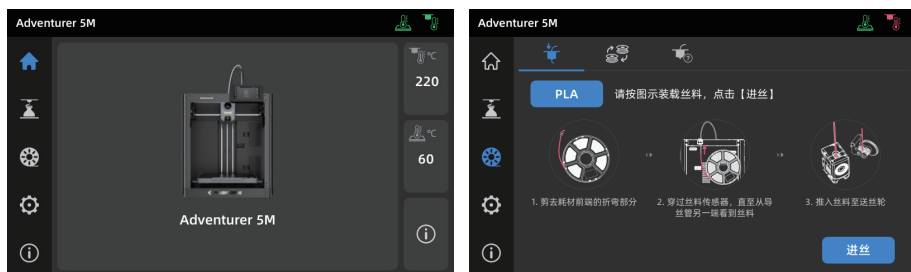 Adventurer 5M
°C
220
°C
60
Adventurer 5M
Adventurer 5M
PLA
请按图示装载丝料，点击【进丝】
1. 剪去耗材前端的折弯部分
2. 穿过丝料传感器，直至从导
丝管另一端看到丝料
3. 推入丝料至送丝轮
进丝